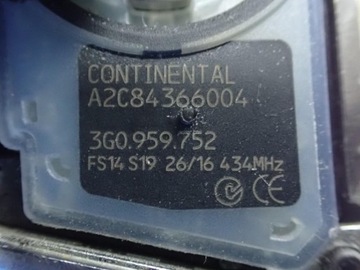 CONTINENTAL
A2C84366004
3G0.959.752
FS14 S19 26/16 434MHz
CE